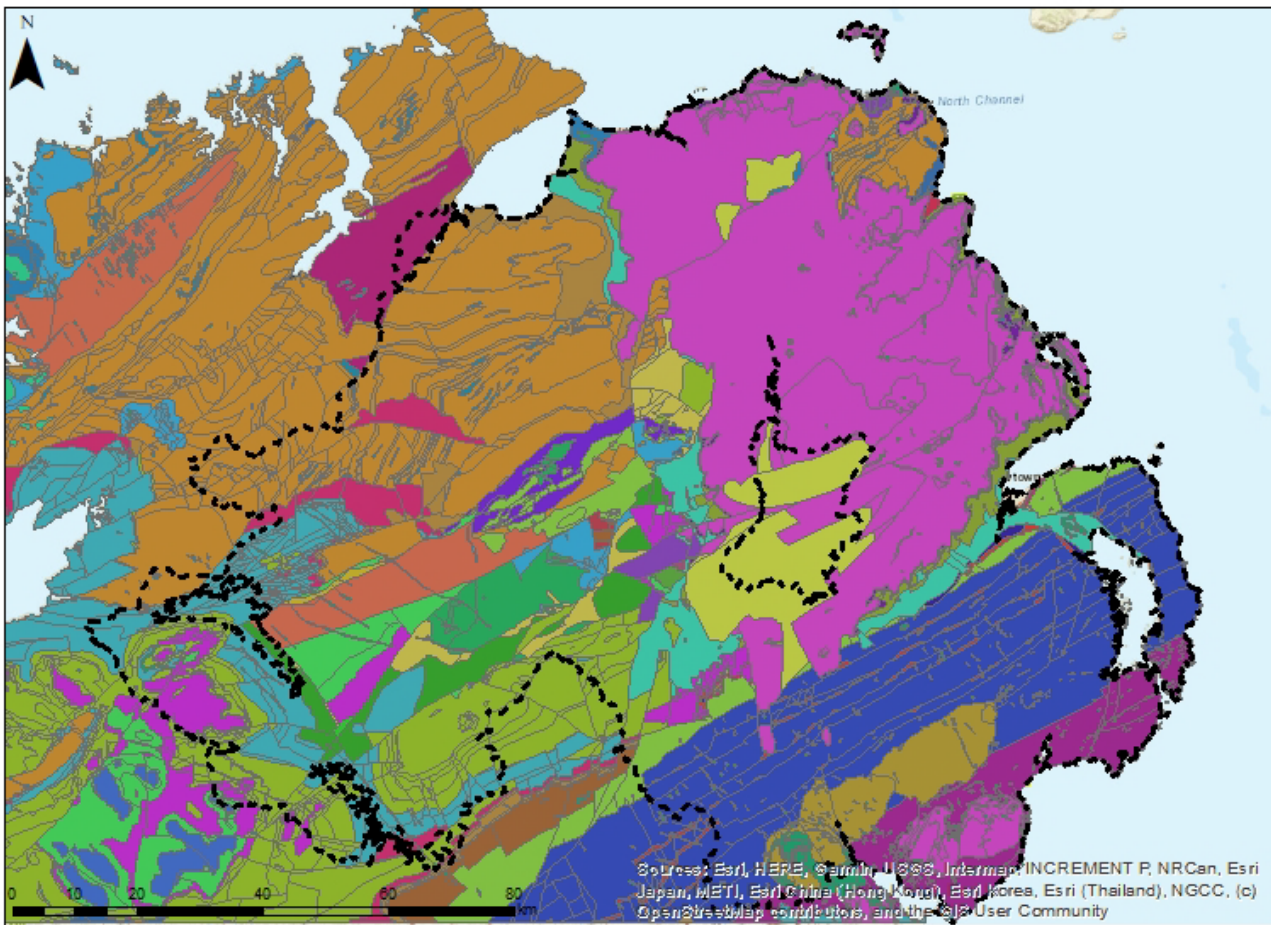 N
North Channel
0 20 40 60 80
km
Sources: Esri, HERE, Garmin, USGS, Intermap, INCREMENT P, NRCan, Esri
Japan, METI, Esri China (Hong Kong), Esri Korea, Esri (Thailand), NGCC, (c)
OpenStreetMap contributors, and the GIS User Community